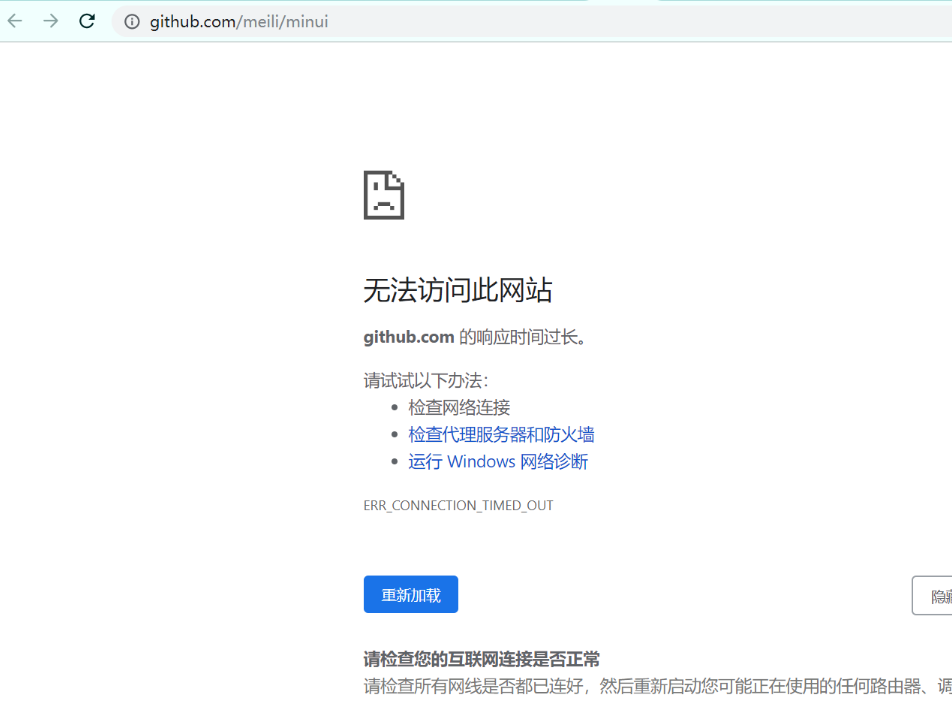 github.com/meili/minui
无法访问此网站
github.com 的响应时间过长。
请试试以下办法：
检查网络连接
检查代理服务器和防火墙
运行 Windows 网络诊断
ERR_CONNECTION_TIMED_OUT
重新加载
隐藏
请检查您的互联网连接是否正常
请检查所有网线是否都已连好，然后重新启动您可能正在使用的任何路由器、调